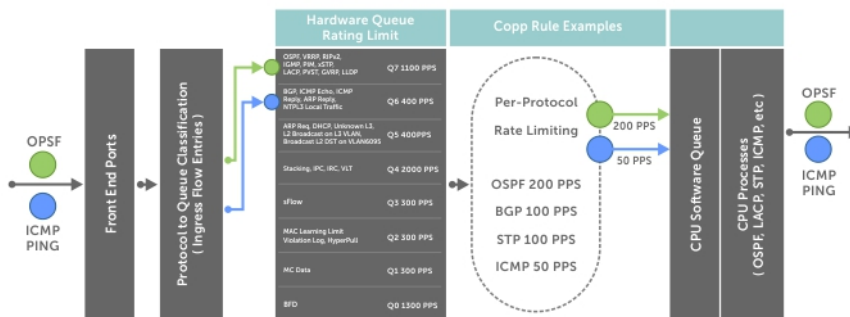 Hardware Queue
Rating Limit
Copp Rule Examples
OPSF
ICMP
PING
Front End Ports
Protocol to Queue Classification
( Ingress Flow Entries )
OSPF, VRRP, RIPv2,
IGMP, PIM, xSTP,
LACP, PVST, GVRP, LLDP
Q7 1100 PPS
BGP, ICMP Echo, ICMP
Reply, ARP Reply,
NTPL3 Local Traffic
Q6 400 PPS
ARP Req, DHCP, Unknown L3,
L2 Broadcast on L3 VLAN,
Broadcast L2 DST on VLAN6095
Q5 400PPS
Stacking, IPC, IRC, VLT
Q4 2000 PPS
sFlow
Q3 300 PPS
MAC Learning Limit
Violation Log, HyperPull
Q2 300 PPS
MC Data
Q1 300 PPS
BFD
Q0 1300 PPS
Per-Protocol
Rate Limiting
OSPF 200 PPS
BGP 100 PPS
STP 100 PPS
ICMP 50 PPS
200 PPS
50 PPS
CPU Software Queue
CPU Processes
( OSPF, LACP, STP, ICMP, etc )
OPSF
ICMP
PING